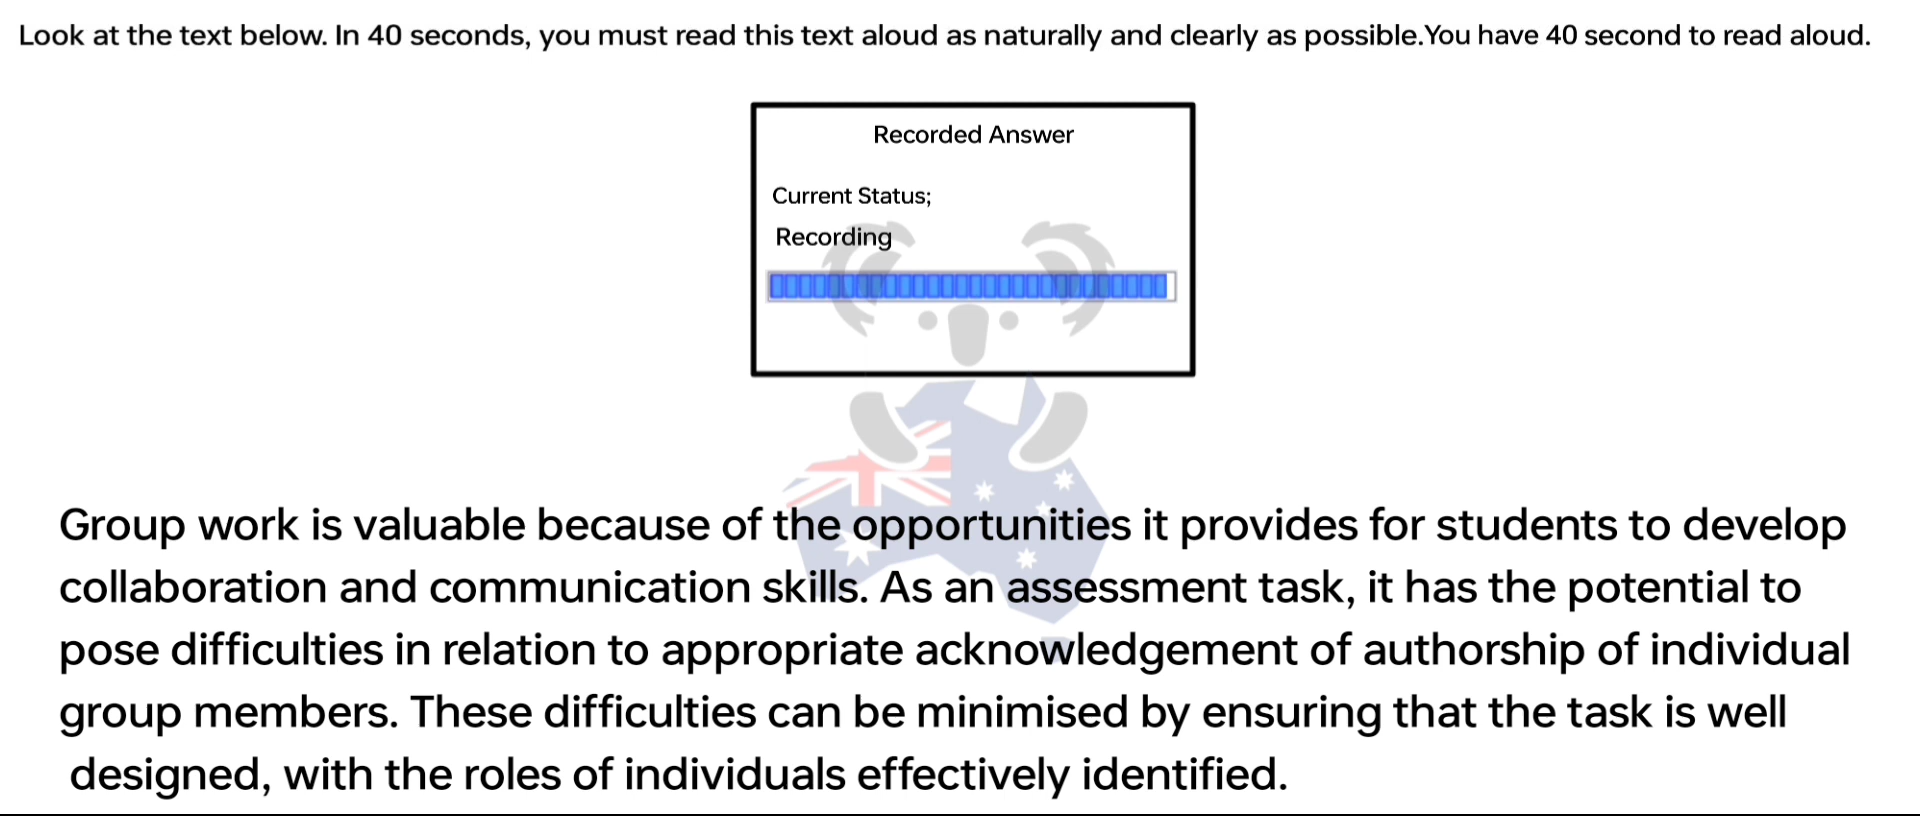 Look at the text below. In 40 seconds, you must read this text aloud as naturally and clearly as possible.You have 40 second to read aloud.
Recorded Answer
Current Status;
Recording
Group work is valuable because of the opportunities it provides for students to develop
collaboration and communication skills. As an assessment task, it has the potential to
pose difficulties in relation to appropriate acknowledgement of authorship of individual
group members. These difficulties can be minimised by ensuring that the task is well
designed, with the roles of individuals effectively identified.